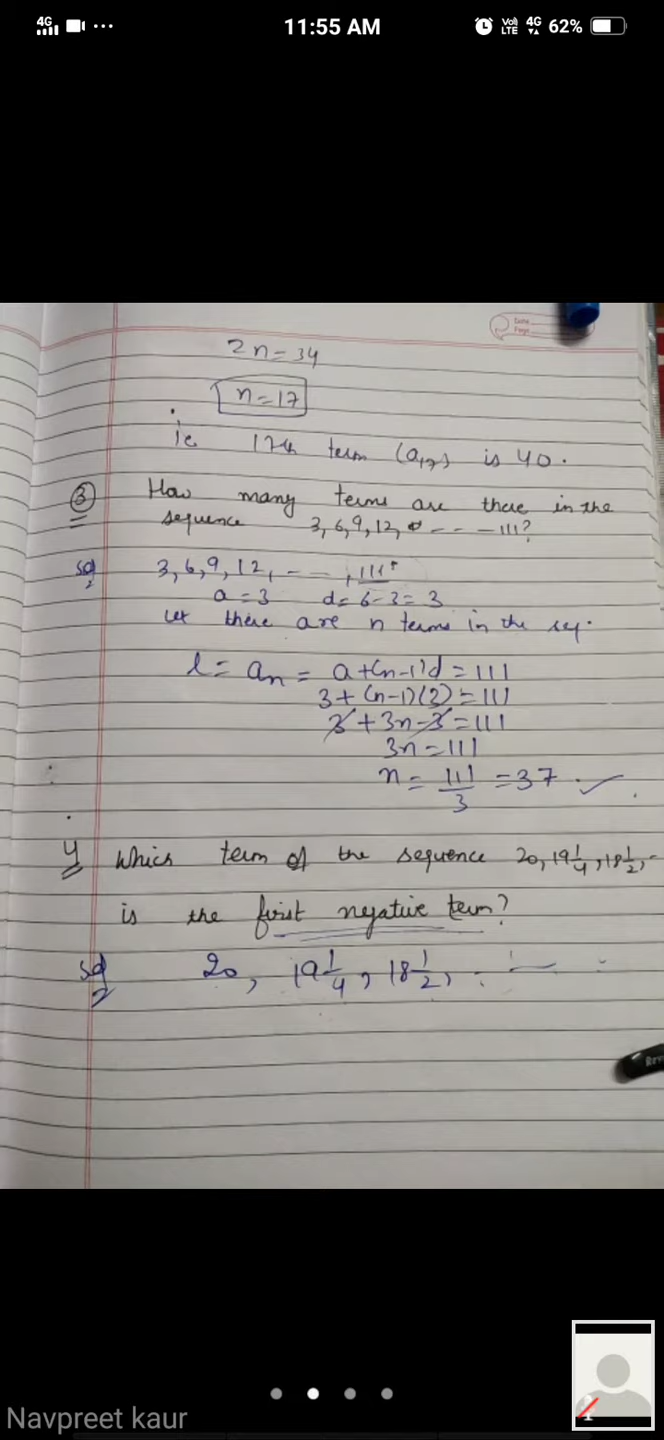 4G
11:55 AM
Vo) LTE 4G 62%
Date
Page
2n = 34
n = 17
ie 17th term (a17) is 40.
3 How many terms are there in the
sequence 3, 6, 9, 12, - - - 111?
Sol 3, 6, 9, 12, - - -, 111
a = 3 d = 6-3 = 3
Let there are n terms in the seq.
l = an = a+(n-1)d = 111
3 + (n-1)(3) = 111
3 + 3n - 3 = 111
3n = 111
n = 111/3 = 37 ✓
4 Which term of the sequence 20, 19 1/4, 18 1/2, -
is the first negative term?
Sol 20, 19 1/4, 18 1/2, - - -
Navpreet kaur